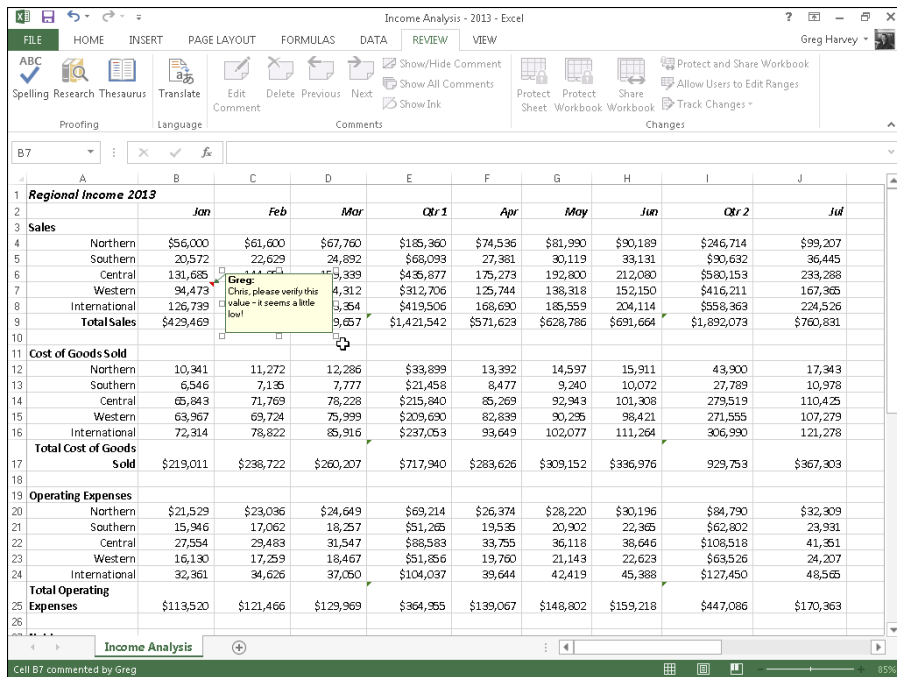 Income Analysis - 2013 - Excel
FILE HOME INSERT PAGE LAYOUT FORMULAS DATA REVIEW VIEW Greg Harvey
ABC
Spelling Research Thesaurus
Translate
Edit Comment
Delete Previous Next
Show/Hide Comment
Show All Comments
Show Ink
Protect Sheet
Protect Workbook
Share Workbook
Protect and Share Workbook
Allow Users to Edit Ranges
Track Changes
Proofing Language Comments Changes
B7 fx
A B C D E F G H I J
1 Regional Income 2013
2 Jan Feb Mar Qtr 1 Apr May Jun Qtr 2 Jul
3 Sales
4 Northern $56,000 $61,600 $67,760 $185,360 $74,536 $81,990 $90,189 $246,714 $99,207
5 Southern 20,572 22,629 24,892 $68,093 27,381 30,119 33,131 $90,632 36,445
6 Central 131,685 9,339 $435,877 175,273 192,800 212,080 $580,153 233,288
7 Western 94,473 4,312 $312,706 125,744 138,318 152,150 $416,211 167,365
8 International 126,739 ,354 $419,506 168,690 185,559 204,114 $558,363 224,526
9 Total Sales $429,469 9,657 $1,421,542 $571,623 $628,786 $691,664 $1,892,073 $760,831
Greg:
Chris, please verify this
value - it seems a little
low!
10
11 Cost of Goods Sold
12 Northern 10,341 11,272 12,286 $33,899 13,392 14,597 15,911 43,900 17,343
13 Southern 6,546 7,135 7,777 $21,458 8,477 9,240 10,072 27,789 10,978
14 Central 65,843 71,769 78,228 $215,840 85,269 92,943 101,308 279,519 110,425
15 Western 63,967 69,724 75,999 $209,690 82,839 90,295 98,421 271,555 107,279
16 International 72,314 78,822 85,916 $237,053 93,649 102,077 111,264 306,990 121,278
Total Cost of Goods
17 Sold $219,011 $238,722 $260,207 $717,940 $283,626 $309,152 $336,976 929,753 $367,303
18
19 Operating Expenses
20 Northern $21,529 $23,036 $24,649 $69,214 $26,374 $28,220 $30,196 $84,790 $32,309
21 Southern 15,946 17,062 18,257 $51,265 19,535 20,902 22,365 $62,802 23,931
22 Central 27,554 29,483 31,547 $88,583 33,755 36,118 38,646 $108,518 41,351
23 Western 16,130 17,259 18,467 $51,856 19,760 21,143 22,623 $63,526 24,207
24 International 32,361 34,626 37,050 $104,037 39,644 42,419 45,388 $127,450 48,565
Total Operating
25 Expenses $113,520 $121,466 $129,969 $364,955 $139,067 $148,802 $159,218 $447,086 $170,363
26
Income Analysis
Cell B7 commented by Greg 85%